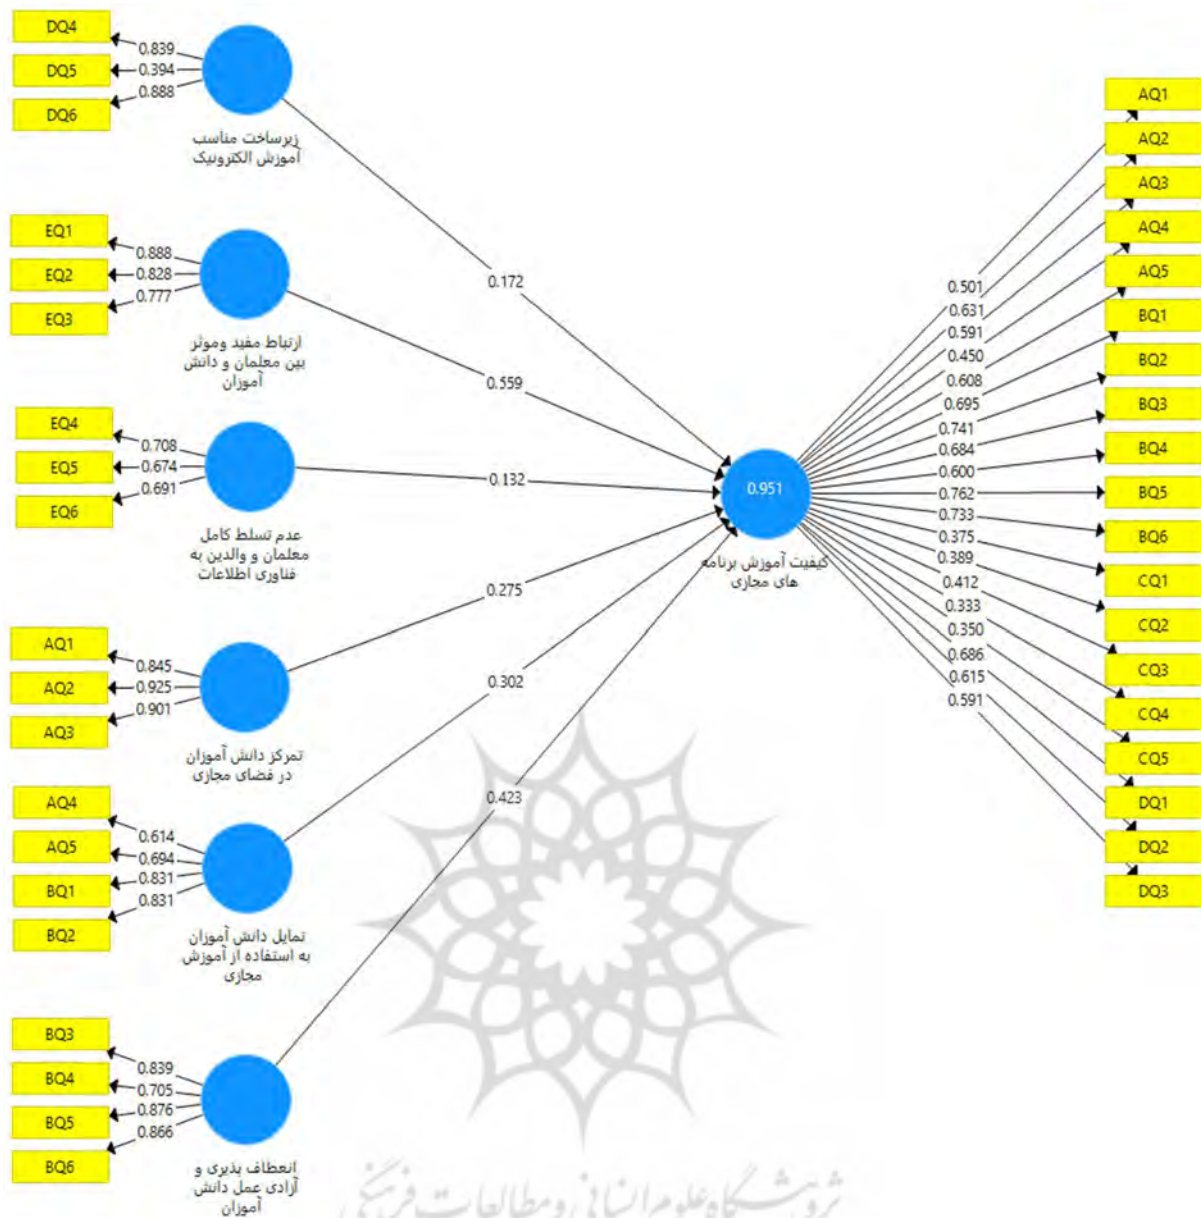 DQ4
DQ5
DQ6
0.839
0.394
0.888
زیرساخت مناسب
آموزش الکترونیک
0.172
EQ1
EQ2
EQ3
0.888
0.828
0.777
ارتباط مفید وموثر
بین معلمان و دانش
آموزان
0.559
EQ4
EQ5
EQ6
0.708
0.674
0.691
عدم تسلط کامل
معلمان و والدین به
فناوری اطلاعات
0.132
AQ1
AQ2
AQ3
0.845
0.925
0.901
تمرکز دانش آموزان
در فضای مجازی
0.275
AQ4
AQ5
BQ1
BQ2
0.614
0.694
0.831
0.831
تمایل دانش آموزان
به استفاده از آموزش
مجازی
0.302
BQ3
BQ4
BQ5
BQ6
0.839
0.705
0.876
0.866
انعطاف پذیری و
آزادی عمل دانش
آموزان
0.423
0.951
کیفیت آموزش برنامه
های مجازی
0.501
0.631
0.591
0.450
0.608
0.695
0.741
0.684
0.600
0.762
0.733
0.375
0.389
0.412
0.333
0.350
0.686
0.615
0.591
AQ1
AQ2
AQ3
AQ4
AQ5
BQ1
BQ2
BQ3
BQ4
BQ5
BQ6
CQ1
CQ2
CQ3
CQ4
CQ5
DQ1
DQ2
DQ3
پژوهشگاه علوم انسانی و مطالعات فرهنگی